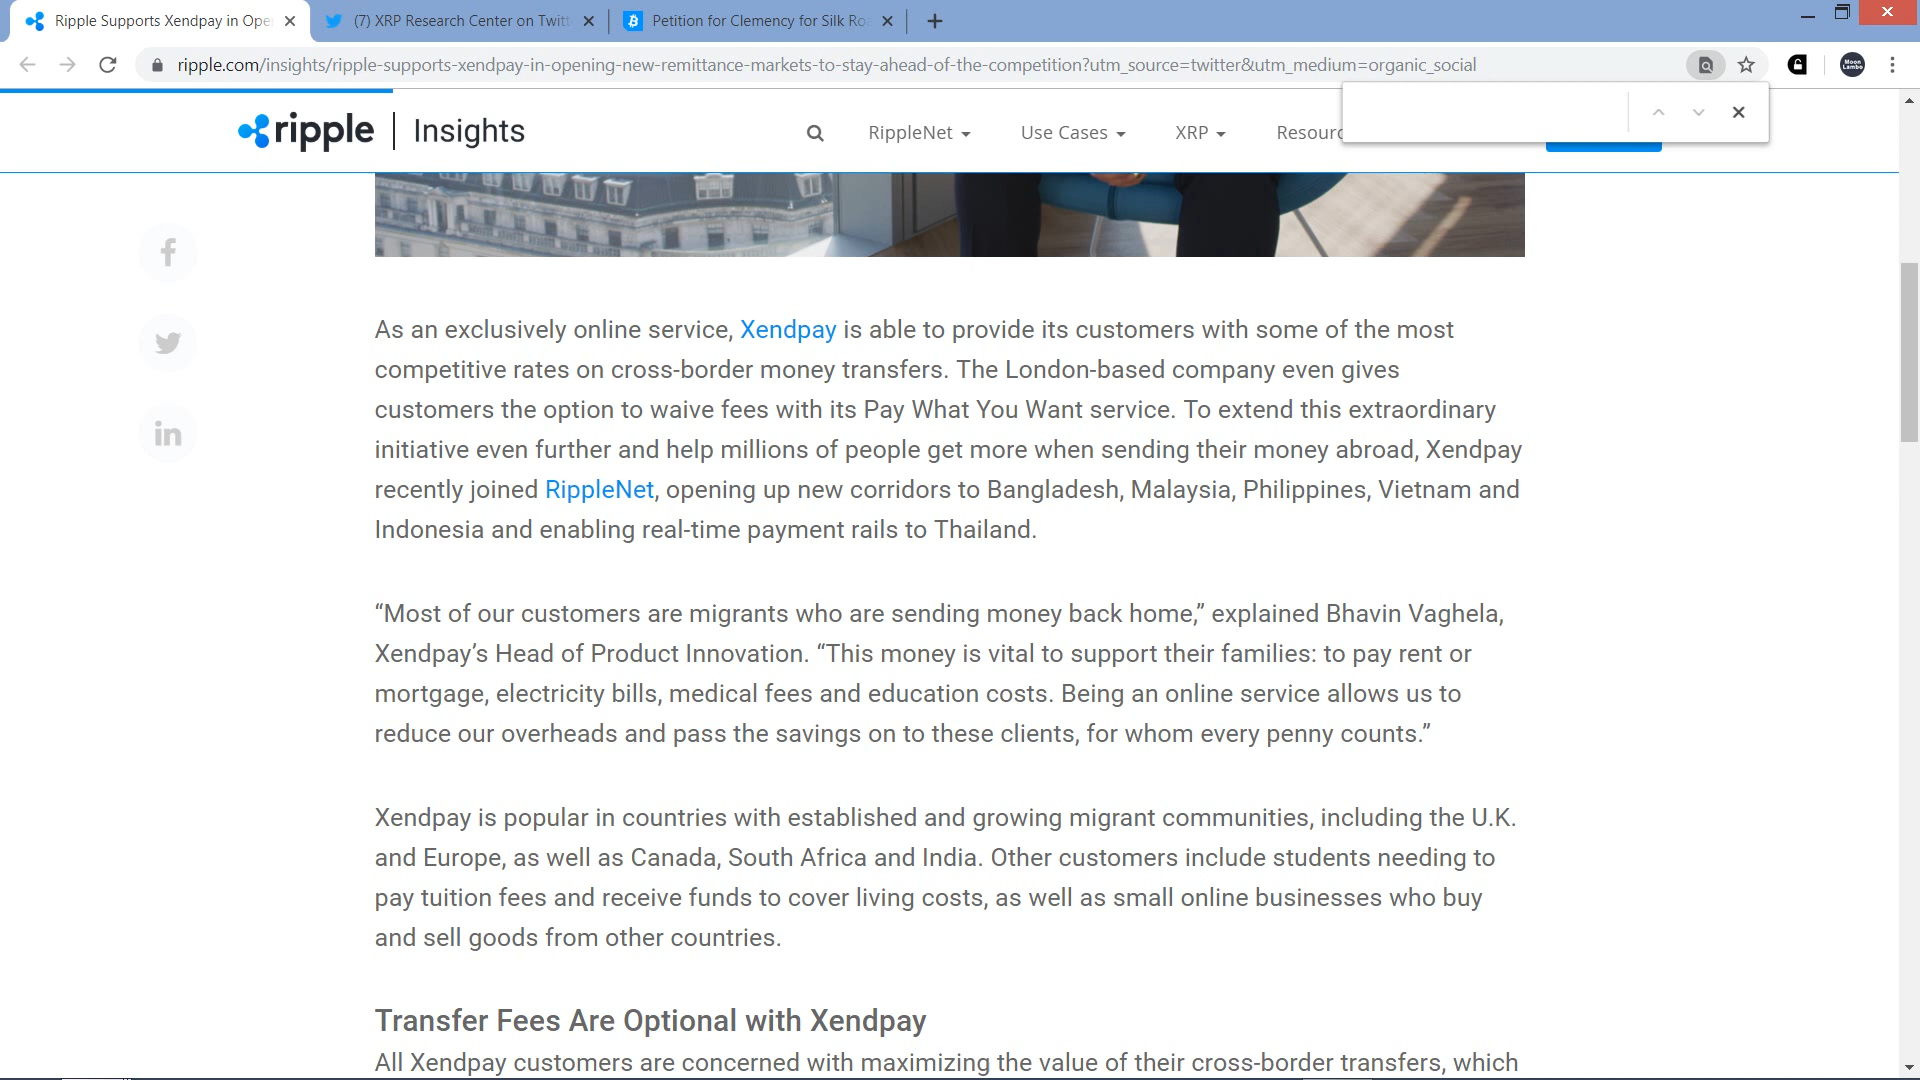 Ripple Supports Xendpay in Ope
(7) XRP Research Center on Twitt
Petition for Clemency for Silk Ro
ripple.com/insights/ripple-supports-xendpay-in-opening-new-remittance-markets-to-stay-ahead-of-the-competition?utm_source=twitter&utm_medium=organic_social
Moon Lambo
ripple | Insights
RippleNet
Use Cases
XRP
Resourc
As an exclusively online service, Xendpay is able to provide its customers with some of the most
competitive rates on cross-border money transfers. The London-based company even gives
customers the option to waive fees with its Pay What You Want service. To extend this extraordinary
initiative even further and help millions of people get more when sending their money abroad, Xendpay
recently joined RippleNet, opening up new corridors to Bangladesh, Malaysia, Philippines, Vietnam and
Indonesia and enabling real-time payment rails to Thailand.
“Most of our customers are migrants who are sending money back home,” explained Bhavin Vaghela,
Xendpay’s Head of Product Innovation. “This money is vital to support their families: to pay rent or
mortgage, electricity bills, medical fees and education costs. Being an online service allows us to
reduce our overheads and pass the savings on to these clients, for whom every penny counts.”
Xendpay is popular in countries with established and growing migrant communities, including the U.K.
and Europe, as well as Canada, South Africa and India. Other customers include students needing to
pay tuition fees and receive funds to cover living costs, as well as small online businesses who buy
and sell goods from other countries.
Transfer Fees Are Optional with Xendpay
All Xendpay customers are concerned with maximizing the value of their cross-border transfers, which